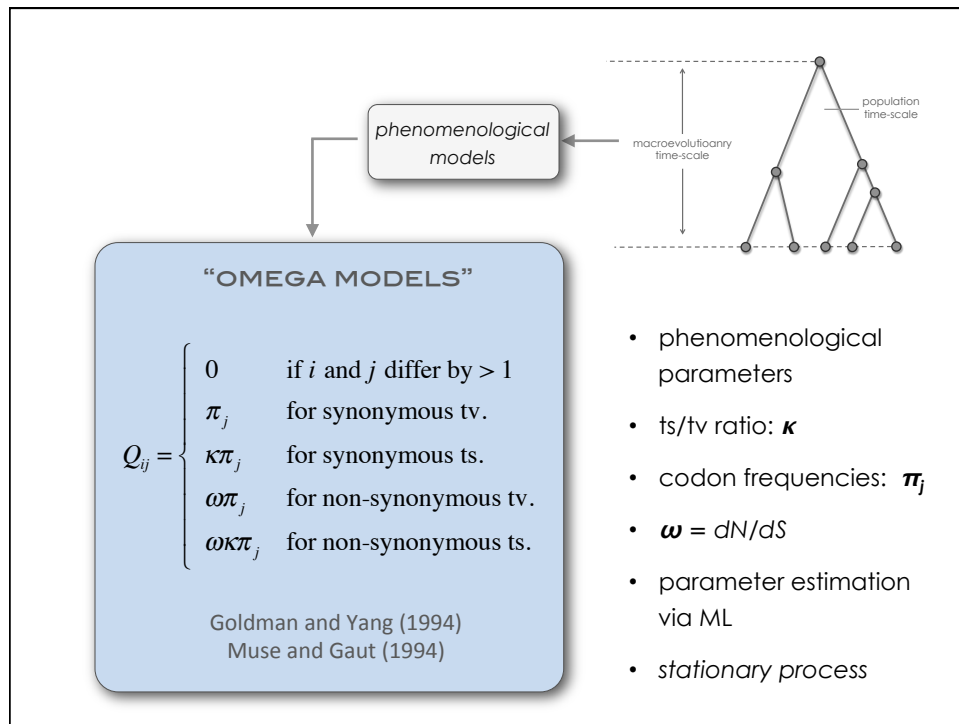 population
time-scale
phenomenological
models
macroevolutioanry
time-scale
“OMEGA MODELS”
0 if i and j differ by > 1
π_j for synonymous tv.
Q_ij = κπ_j for synonymous ts.
ωπ_j for non-synonymous tv.
ωκπ_j for non-synonymous ts.
Goldman and Yang (1994)
Muse and Gaut (1994)
• phenomenological
parameters
• ts/tv ratio: κ
• codon frequencies: π_j
• ω = dN/dS
• parameter estimation
via ML
• stationary process